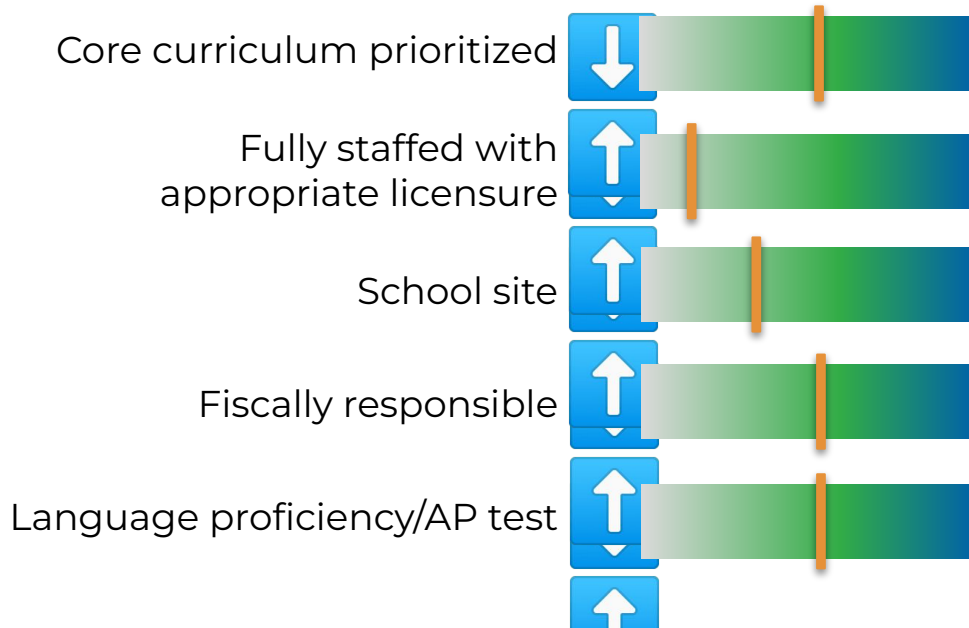 Core curriculum prioritized
Fully staffed with
appropriate licensure
School site
Fiscally responsible
Language proficiency/AP test